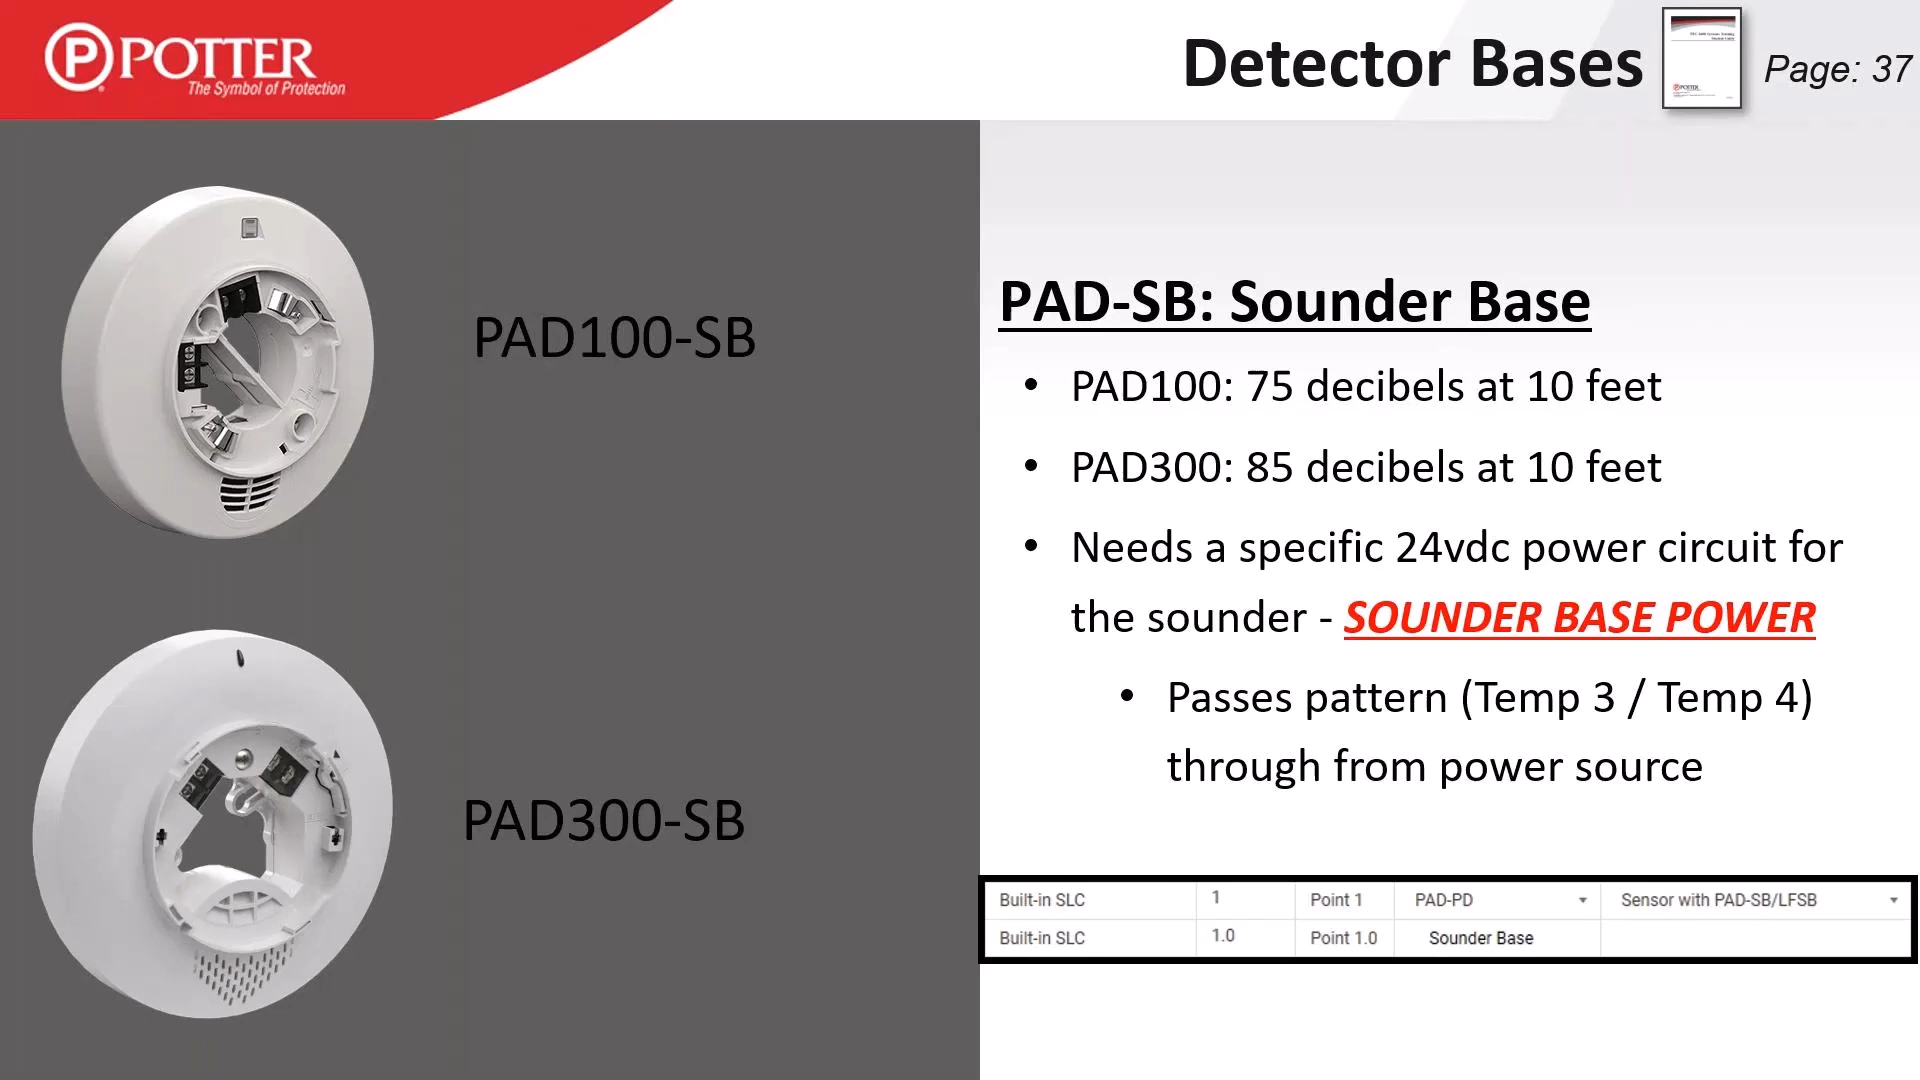 POTTER
The Symbol of Protection
Detector Bases
Page: 37
PAD100-SB
PAD300-SB
PAD-SB: Sounder Base
• PAD100: 75 decibels at 10 feet
• PAD300: 85 decibels at 10 feet
• Needs a specific 24vdc power circuit for
the sounder - SOUNDER BASE POWER
• Passes pattern (Temp 3 / Temp 4)
through from power source
Built-in SLC 1 Point 1 PAD-PD Sensor with PAD-SB/LFSB
Built-in SLC 1.0 Point 1.0 Sounder Base